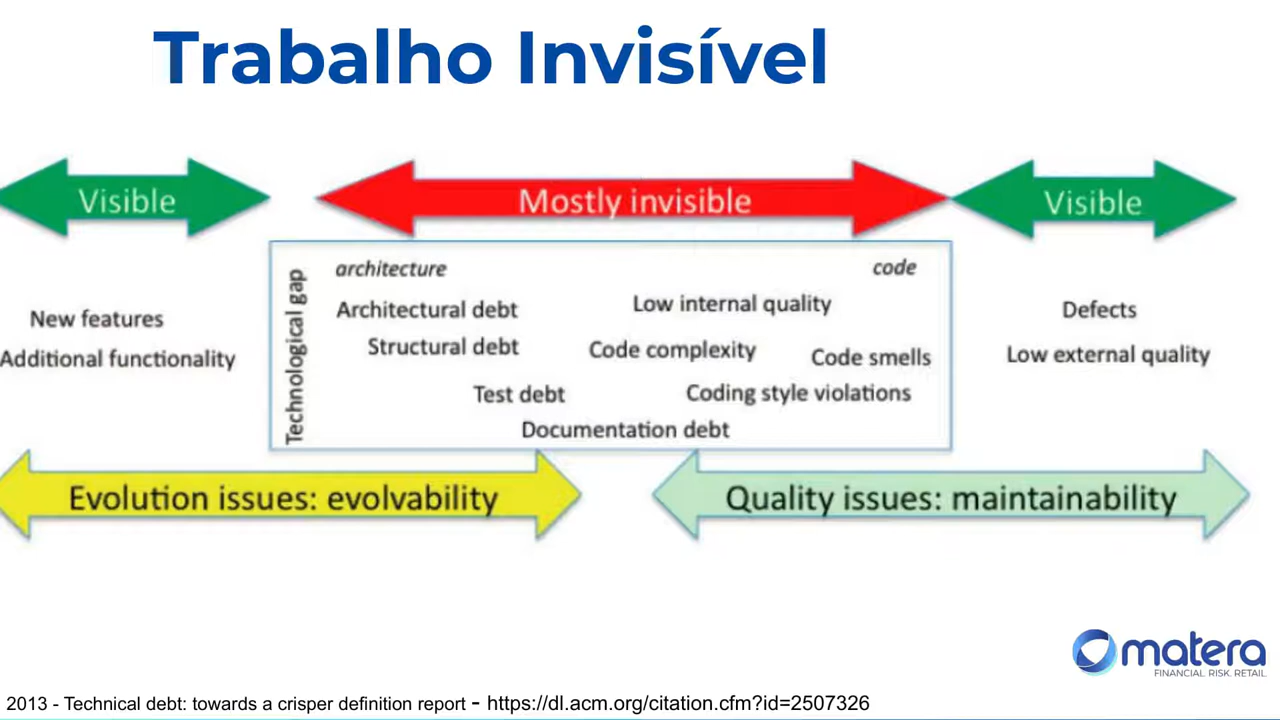 Trabalho Invisível
Visible
Mostly invisible
Visible
Technological gap
architecture
code
New features
Additional functionality
Architectural debt
Low internal quality
Structural debt
Code complexity
Code smells
Test debt
Coding style violations
Documentation debt
Defects
Low external quality
Evolution issues: evolvability
Quality issues: maintainability
matera
FINANCIAL. RISK. RETAIL
2013 - Technical debt: towards a crisper definition report - https://dl.acm.org/citation.cfm?id=2507326